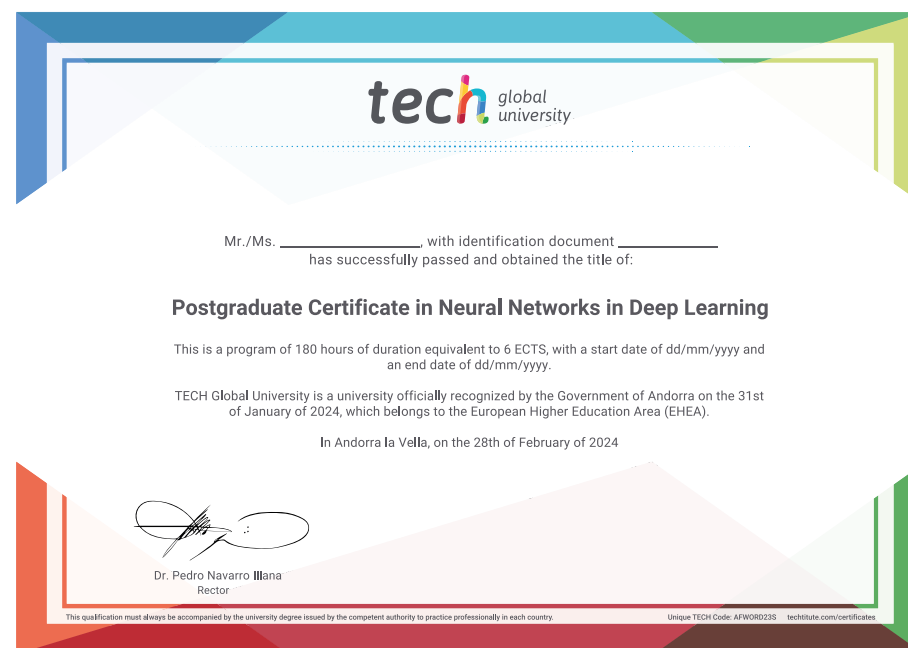 tech global university
Mr./Ms. ____________________, with identification document ______________
has successfully passed and obtained the title of:
Postgraduate Certificate in Neural Networks in Deep Learning
This is a program of 180 hours of duration equivalent to 6 ECTS, with a start date of dd/mm/yyyy and
an end date of dd/mm/yyyy.
TECH Global University is a university officially recognized by the Government of Andorra on the 31st
of January of 2024, which belongs to the European Higher Education Area (EHEA).
In Andorra la Vella, on the 28th of February of 2024
Dr. Pedro Navarro Illana
Rector
This qualification must always be accompanied by the university degree issued by the competent authority to practice professionally in each country.
Unique TECH Code: AFWORD23S techtitute.com/certificates